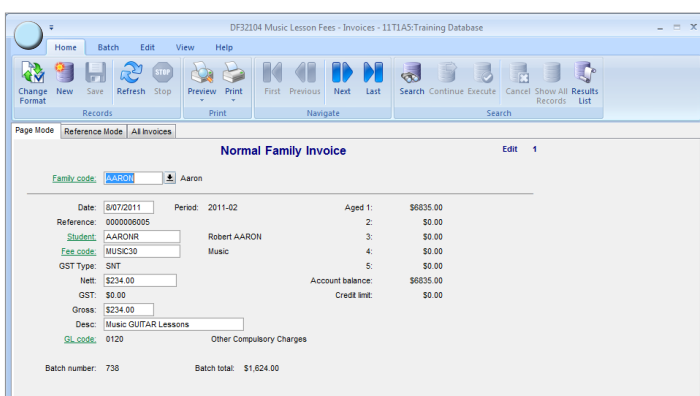 DF32104 Music Lesson Fees - Invoices - 11T1A5:Training Database
Home Batch Edit View Help
Change Format New Save Refresh Stop Preview Print First Previous Next Last Search Continue Execute Cancel Show All Records Results List
Records Print Navigate Search
Page Mode Reference Mode All Invoices
Normal Family Invoice Edit 1
Family code: AARON Aaron
Date: 8/07/2011 Period: 2011-02 Aged 1: $6835.00
Reference: 0000006005 2: $0.00
Student: AARONR Robert AARON 3: $0.00
Fee code: MUSIC30 Music 4: $0.00
GST Type: SNT 5: $0.00
Nett: $234.00 Account balance: $6835.00
GST: $0.00 Credit limit: $0.00
Gross: $234.00
Desc: Music GUITAR Lessons
GL code: 0120 Other Compulsory Charges
Batch number: 738 Batch total: $1,624.00